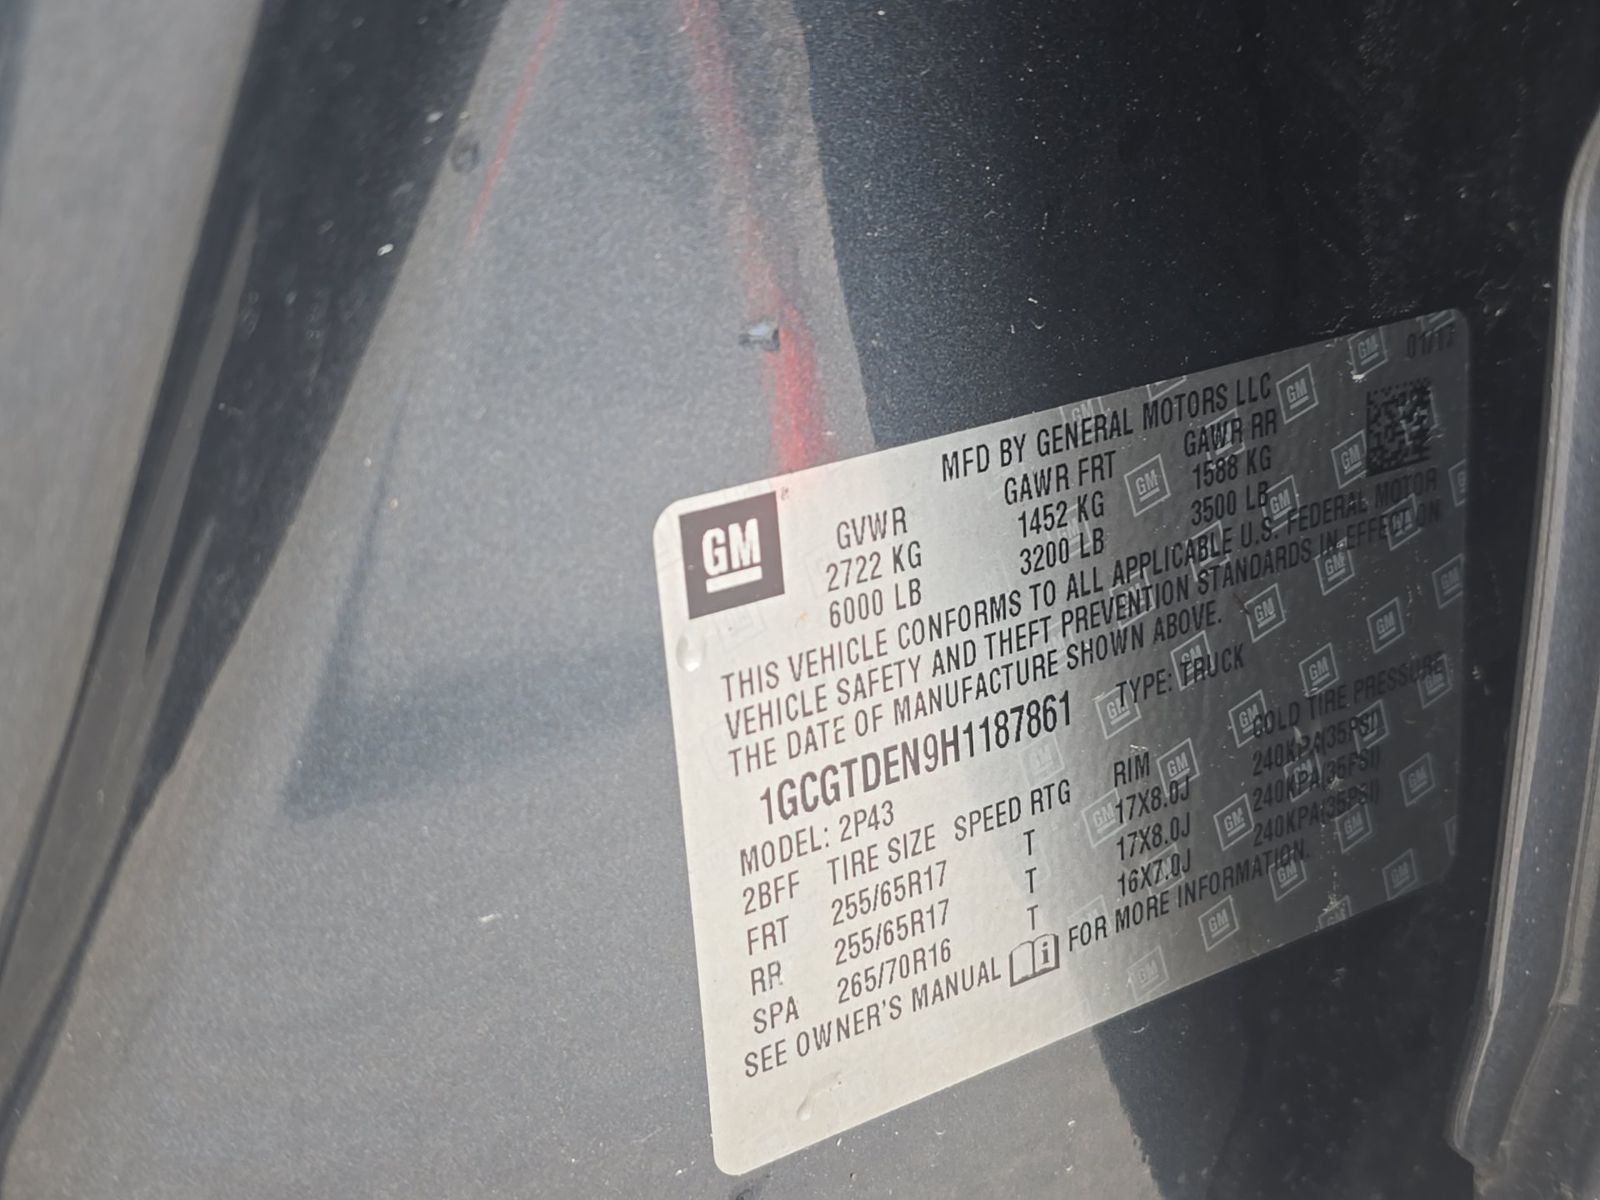 01/17
MFD BY GENERAL MOTORS LLC
GM
GVWR GAWR FRT GAWR RR
2722 KG 1452 KG 1588 KG
6000 LB 3200 LB 3500 LB
THIS VEHICLE CONFORMS TO ALL APPLICABLE U.S. FEDERAL MOTOR
VEHICLE SAFETY AND THEFT PREVENTION STANDARDS IN EFFECT ON
THE DATE OF MANUFACTURE SHOWN ABOVE.
1GCGTDEN9H1187861 TYPE: TRUCK
MODEL: 2P43
2BFF TIRE SIZE SPEED RTG RIM COLD TIRE PRESSURE
FRT 255/65R17 T 17X8.0J 240KPA(35PSI)
RR 255/65R17 T 17X8.0J 240KPA(35PSI)
SPA 265/70R16 T 16X7.0J 240KPA(35PSI)
SEE OWNER'S MANUAL FOR MORE INFORMATION.